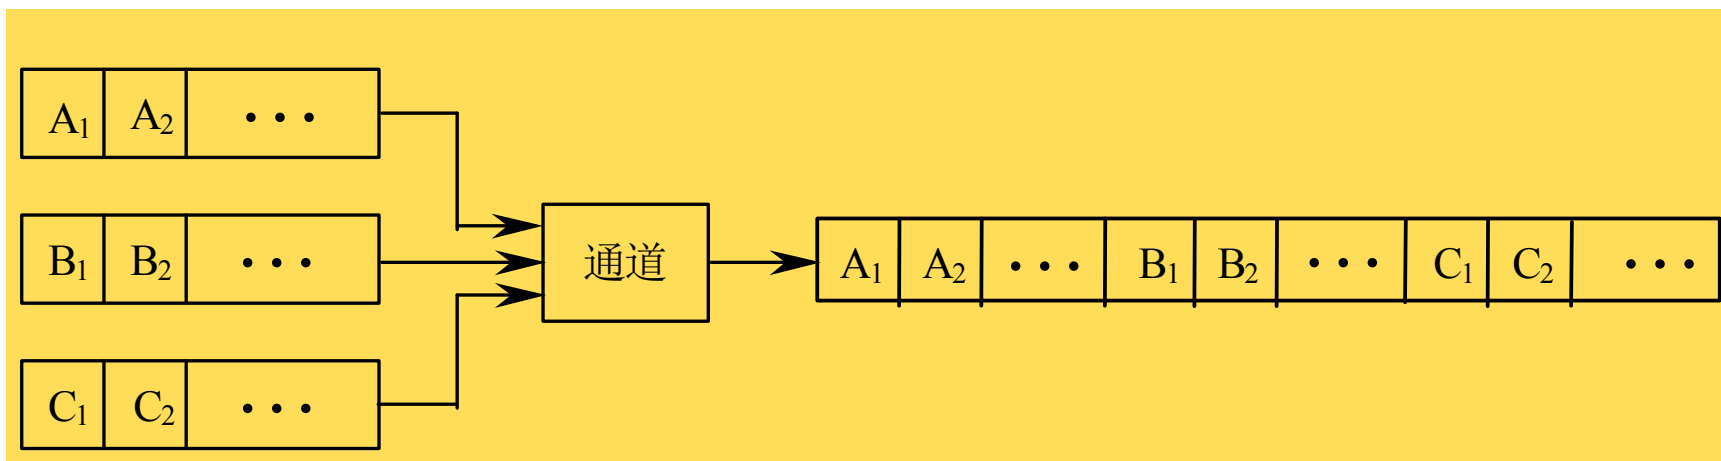 A₁ A₂ ···
B₁ B₂ ···
C₁ C₂ ···
通道
A₁ A₂ ··· B₁ B₂ ··· C₁ C₂ ···